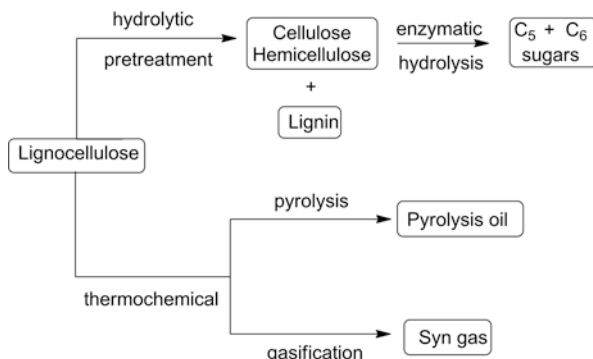 hydrolytic
pretreatment
Cellulose
Hemicellulose
+
Lignin
enzymatic
hydrolysis
C₅ + C₆
sugars
Lignocellulose
pyrolysis
Pyrolysis oil
thermochemical
Syn gas
gasification